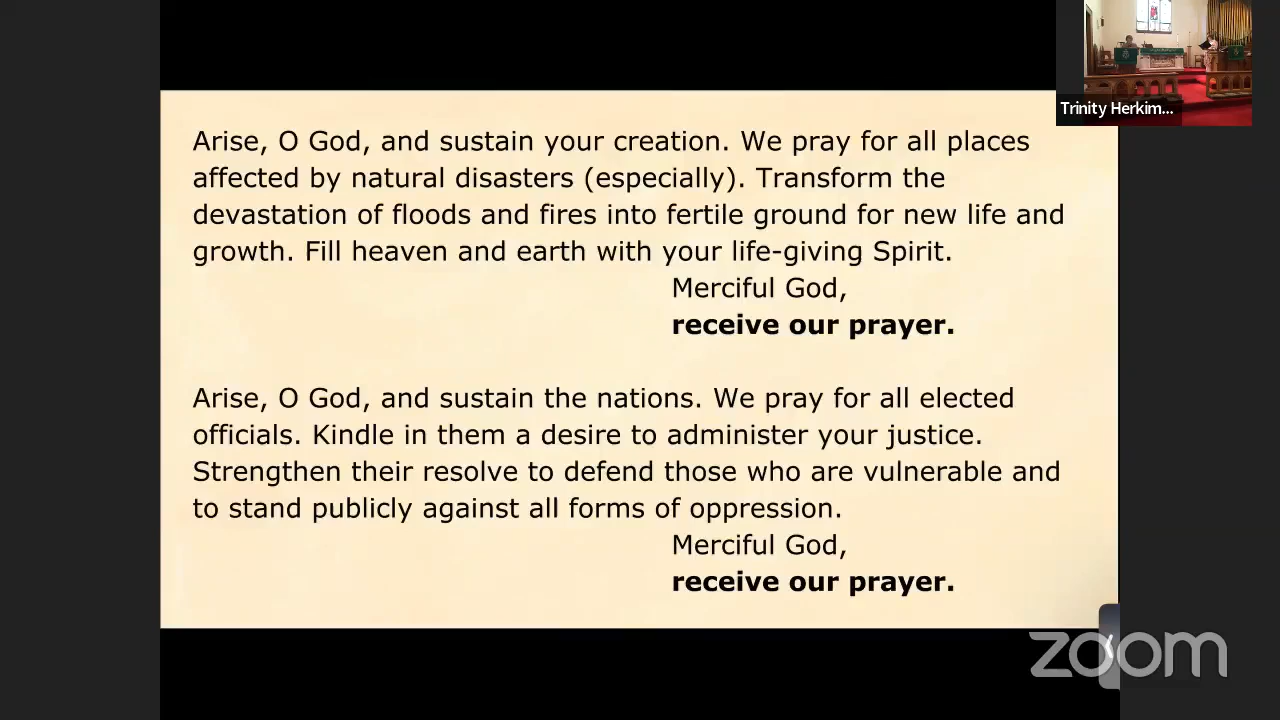 Arise, O God, and sustain your creation. We pray for all places
affected by natural disasters (especially). Transform the
devastation of floods and fires into fertile ground for new life and
growth. Fill heaven and earth with your life-giving Spirit.
Merciful God,
receive our prayer.
Arise, O God, and sustain the nations. We pray for all elected
officials. Kindle in them a desire to administer your justice.
Strengthen their resolve to defend those who are vulnerable and
to stand publicly against all forms of oppression.
Merciful God,
receive our prayer.
Trinity Herkim...
zoom